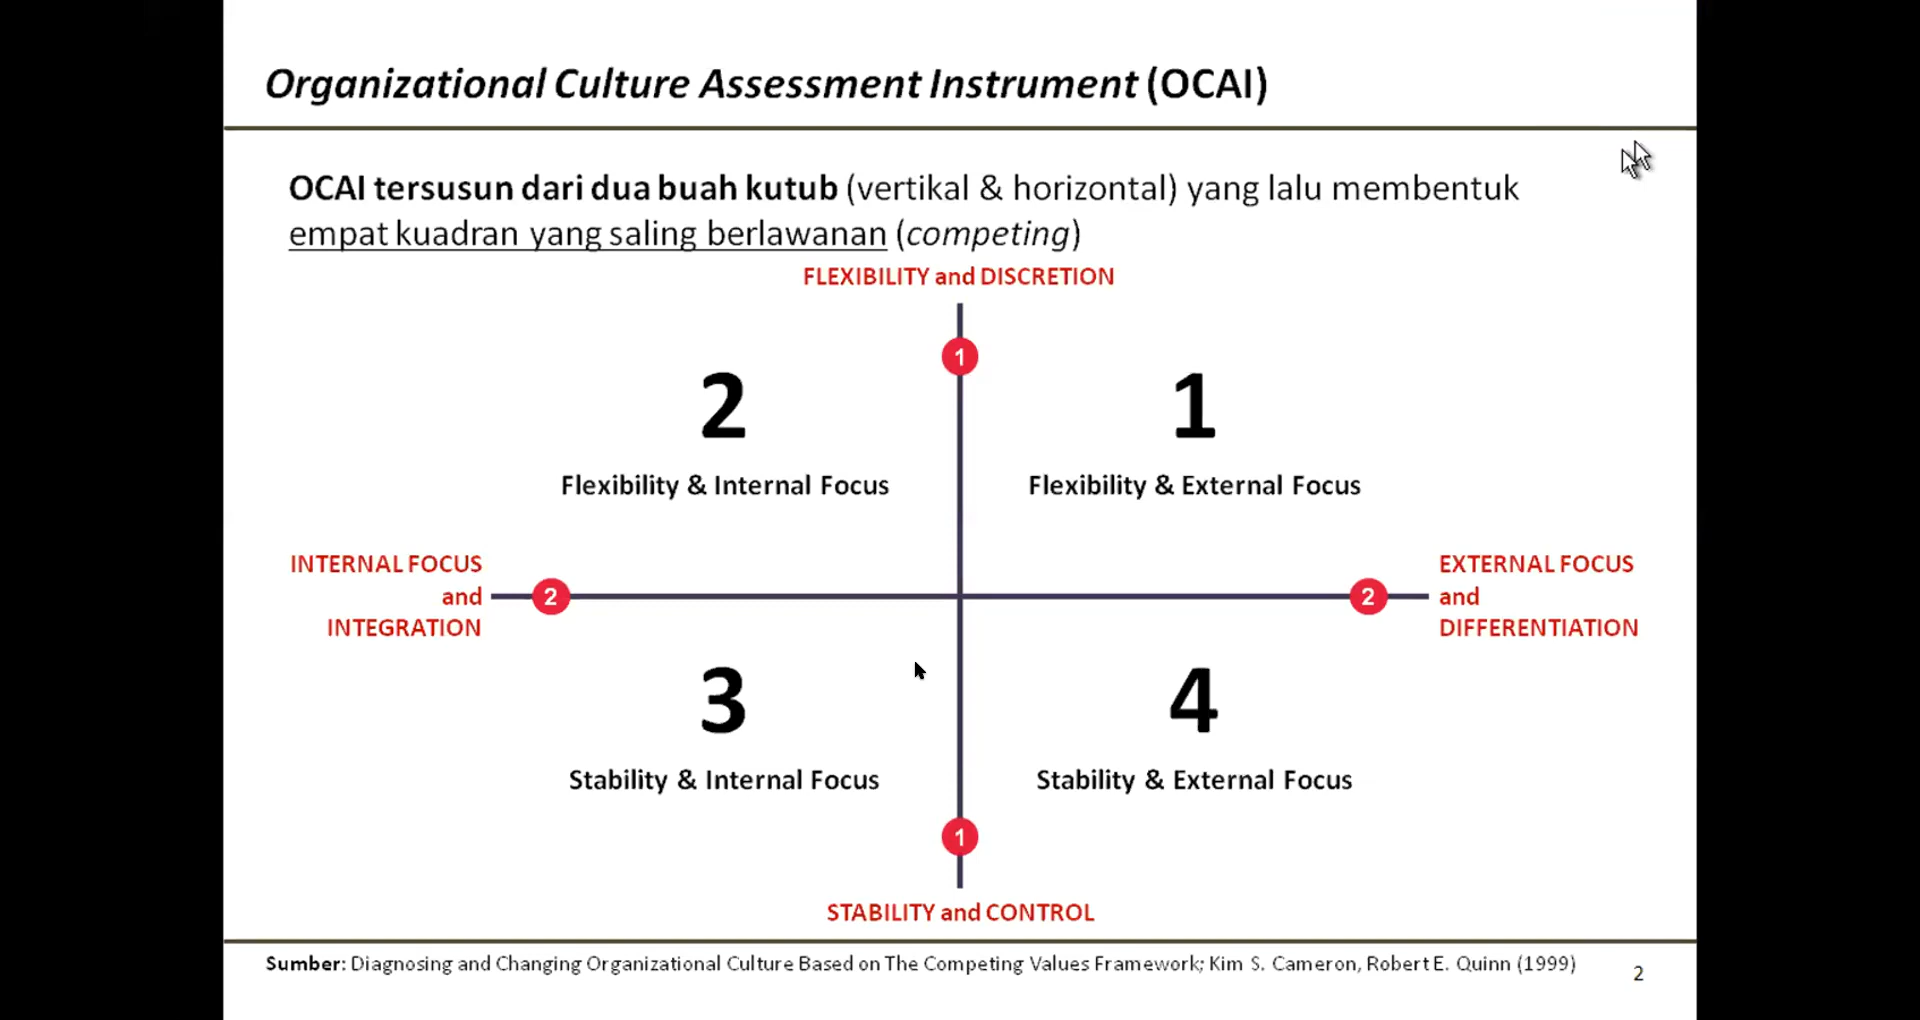 Organizational Culture Assessment Instrument (OCAI)
OCAI tersusun dari dua buah kutub (vertikal & horizontal) yang lalu membentuk
empat kuadran yang saling berlawanan (competing)
FLEXIBILITY and DISCRETION
1
2
1
Flexibility & Internal Focus
Flexibility & External Focus
INTERNAL FOCUS
and
INTEGRATION
2
2
EXTERNAL FOCUS
and
DIFFERENTIATION
3
4
Stability & Internal Focus
Stability & External Focus
1
STABILITY and CONTROL
Sumber: Diagnosing and Changing Organizational Culture Based on The Competing Values Framework; Kim S. Cameron, Robert E. Quinn (1999)
2